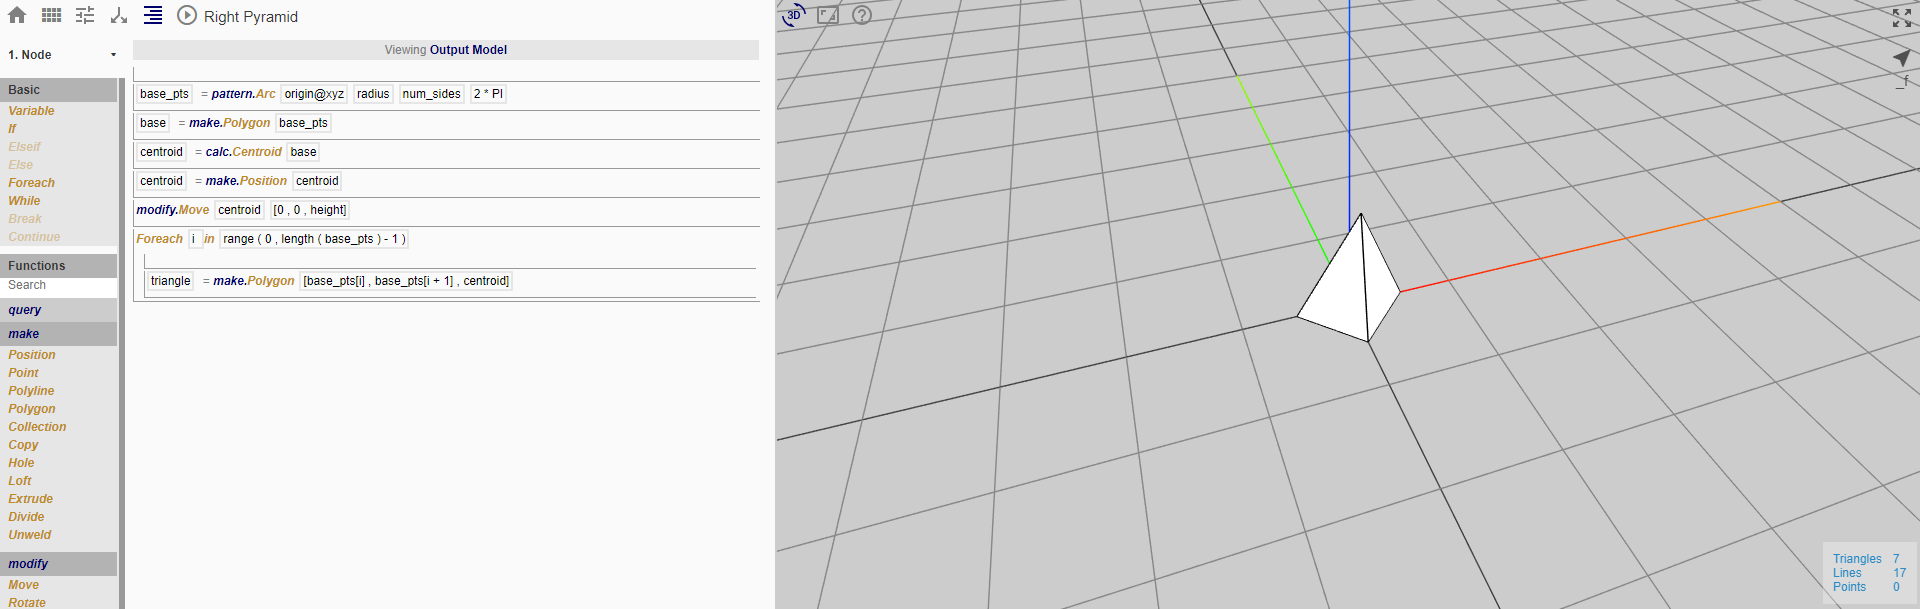 Right Pyramid
1. Node
Viewing Output Model
Basic
Variable
If
Elseif
Else
Foreach
While
Break
Continue
Functions
Search
query
make
Position
Point
Polyline
Polygon
Collection
Copy
Hole
Loft
Extrude
Divide
Unweld
modify
Move
Rotate
base_pts = pattern.Arc origin@xyz radius num_sides 2 * PI
base = make.Polygon base_pts
centroid = calc.Centroid base
centroid = make.Position centroid
modify.Move centroid [0 , 0 , height]
Foreach i in range ( 0 , length ( base_pts ) - 1 )
triangle = make.Polygon [base_pts[i] , base_pts[i + 1] , centroid]
3D
?
_f
Triangles 7
Lines 17
Points 0